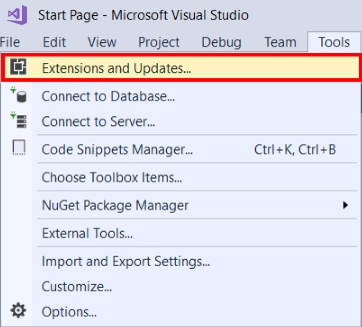 Start Page - Microsoft Visual Studio
File Edit View Project Debug Team Tools
Extensions and Updates...
Connect to Database...
Connect to Server...
Code Snippets Manager... Ctrl+K, Ctrl+B
Choose Toolbox Items...
NuGet Package Manager
External Tools...
Import and Export Settings...
Customize...
Options...